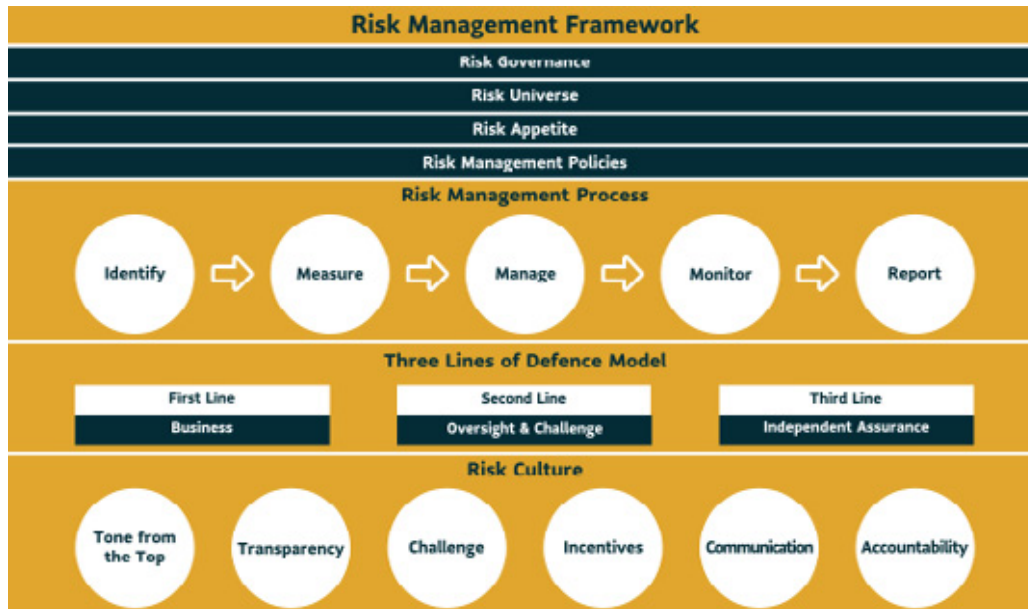 Risk Management Framework
Risk Governance
Risk Universe
Risk Appetite
Risk Management Policies
Risk Management Process
Identify
Measure
Manage
Monitor
Report
Three Lines of Defence Model
First Line
Second Line
Third Line
Business
Oversight & Challenge
Independent Assurance
Risk Culture
Tone from
the Top
Transparency
Challenge
Incentives
Communication
Accountability